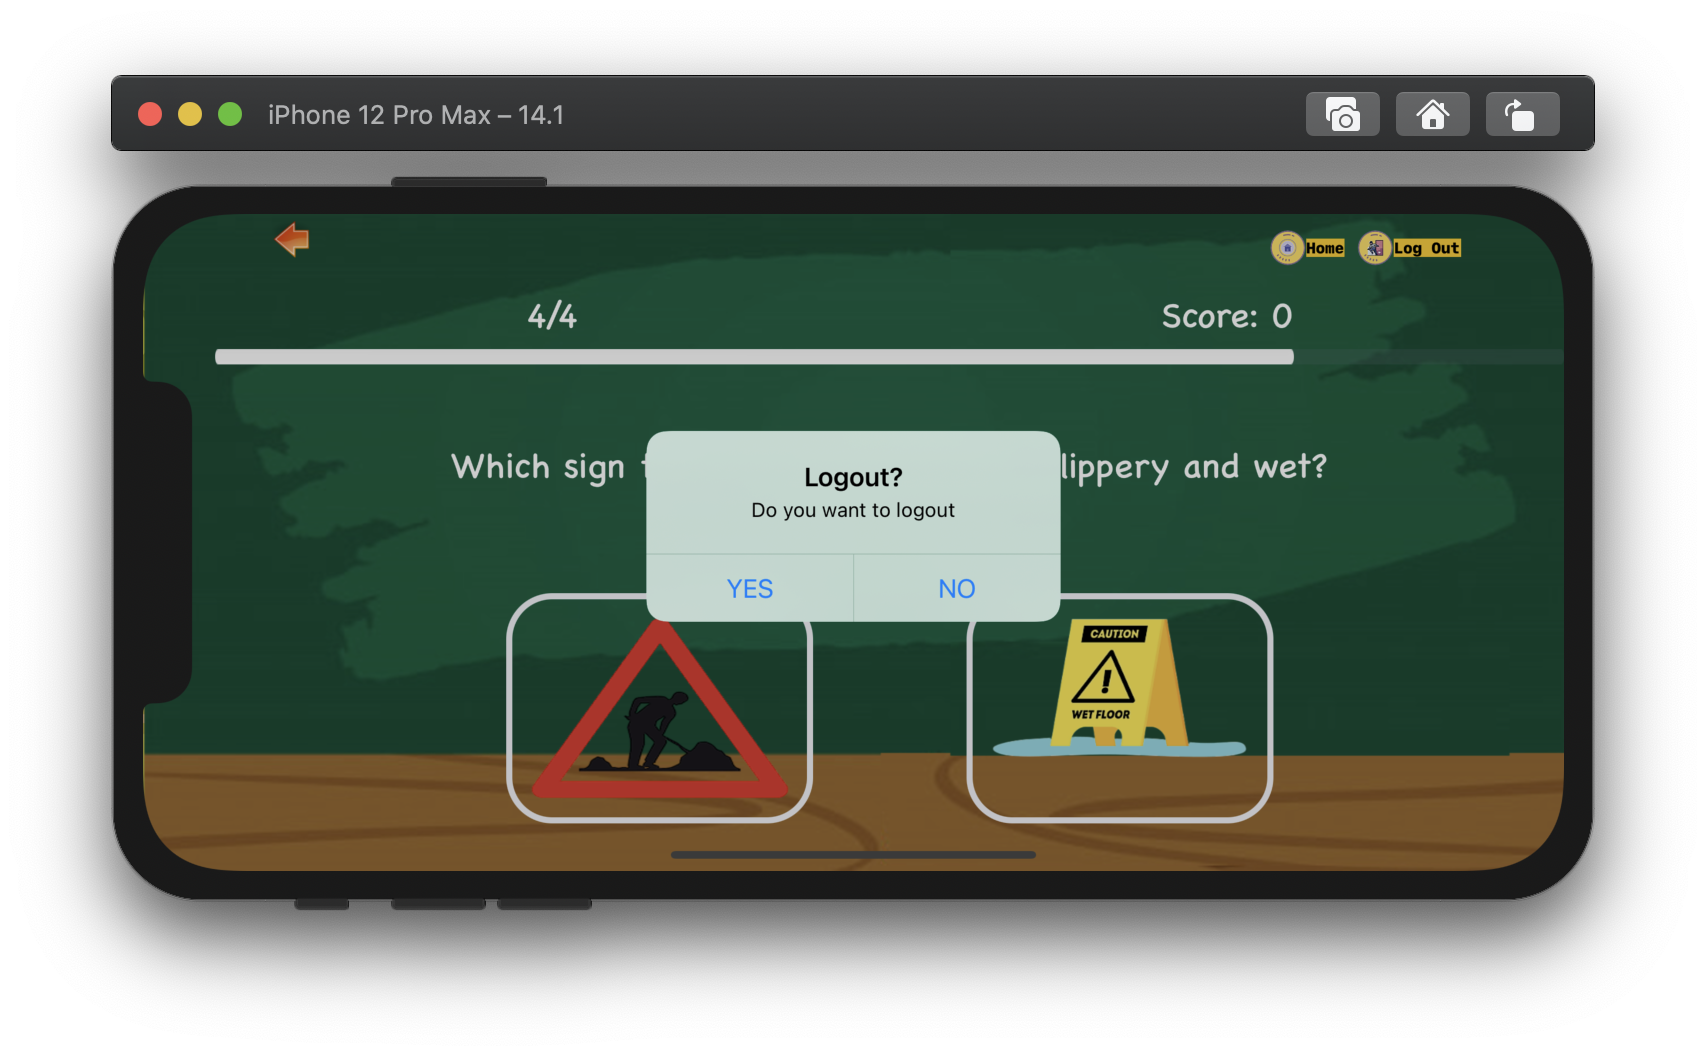 iPhone 12 Pro Max – 14.1
Home
Log Out
4/4
Score: 0
Which sign
lippery and wet?
Logout?
Do you want to logout
YES
NO
CAUTION
!
WET FLOOR